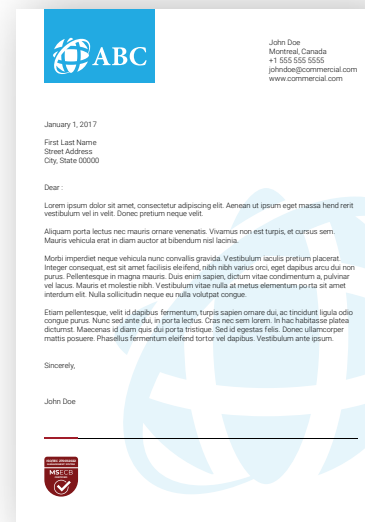 ABC
John Doe
Montreal, Canada
+1 555 555 5555
johndoe@commercial.com
www.commercial.com
January 1, 2017
First Last Name
Street Address
City, State 00000
Dear :
Lorem ipsum dolor sit amet, consectetur adipiscing elit. Aenean ut ipsum eget massa hend rerit
vestibulum vel in velit. Donec pretium neque velit.
Aliquam porta lectus nec mauris ornare venenatis. Vivamus non est turpis, et cursus sem.
Mauris vehicula erat in diam auctor at bibendum nisl lacinia.
Morbi imperdiet neque vehicula nunc convallis gravida. Vestibulum iaculis pretium placerat.
Integer consequat, est sit amet facilisis eleifend, nibh nibh varius orci, eget dapibus arcu dui non
purus. Pellentesque in magna mauris. Duis enim sapien, dictum vitae condimentum a, pulvinar
vel lacus. Mauris et molestie nibh. Vestibulum vitae nulla at metus elementum porta sit amet
interdum elit. Nulla sollicitudin neque eu nulla volutpat congue.
Etiam pellentesque, velit id dapibus fermentum, turpis sapien ornare dui, ac tincidunt ligula odio
congue purus. Nunc sed ante dui, in porta lectus. Cras nec sem lorem. In hac habitasse platea
dictumst. Maecenas id diam quis dui porta tristique. Sed id egestas felis. Donec ullamcorper
mattis posuere. Phasellus fermentum eleifend tortor vel dapibus. Vestibulum ante ipsum.
Sincerely,
John Doe
MSECB